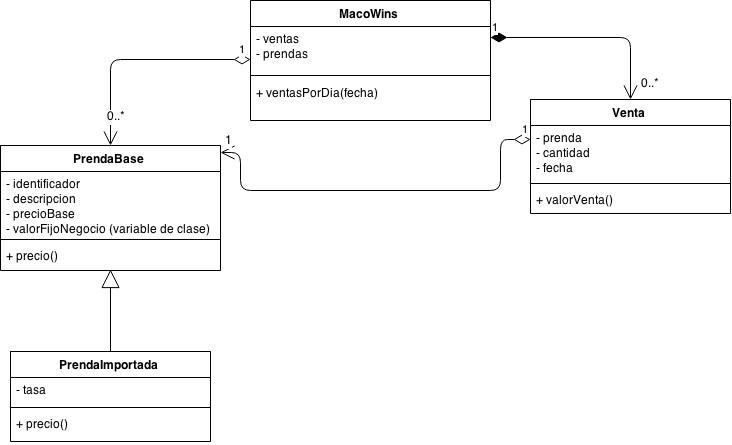 MacoWins
- ventas
- prendas
+ ventasPorDia(fecha)
1
1
0..*
0..*
Venta
- prenda
- cantidad
- fecha
+ valorVenta()
1
1
PrendaBase
- identificador
- descripcion
- precioBase
- valorFijoNegocio (variable de clase)
+ precio()
PrendaImportada
- tasa
+ precio()